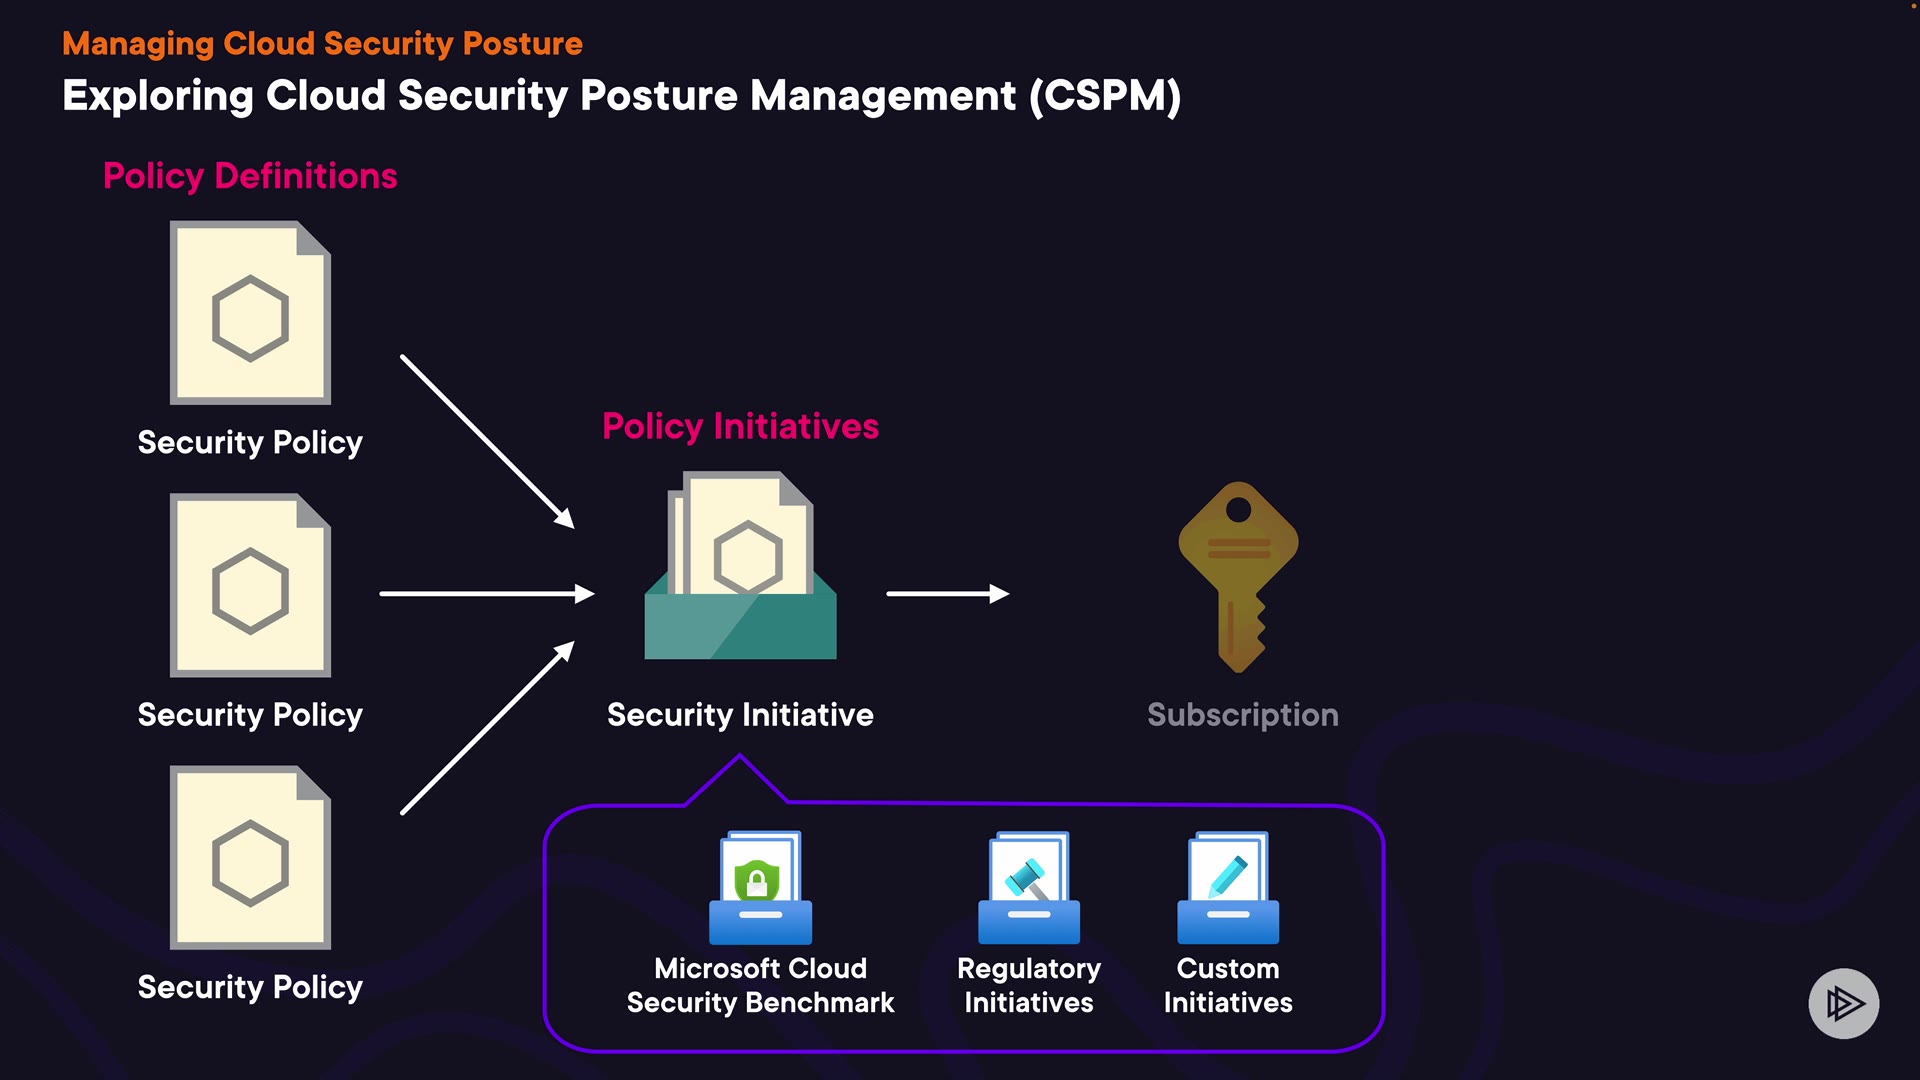 Managing Cloud Security Posture
Exploring Cloud Security Posture Management (CSPM)
Policy Definitions
Security Policy
Security Policy
Security Policy
Policy Initiatives
Security Initiative
Subscription
Microsoft Cloud
Security Benchmark
Regulatory
Initiatives
Custom
Initiatives